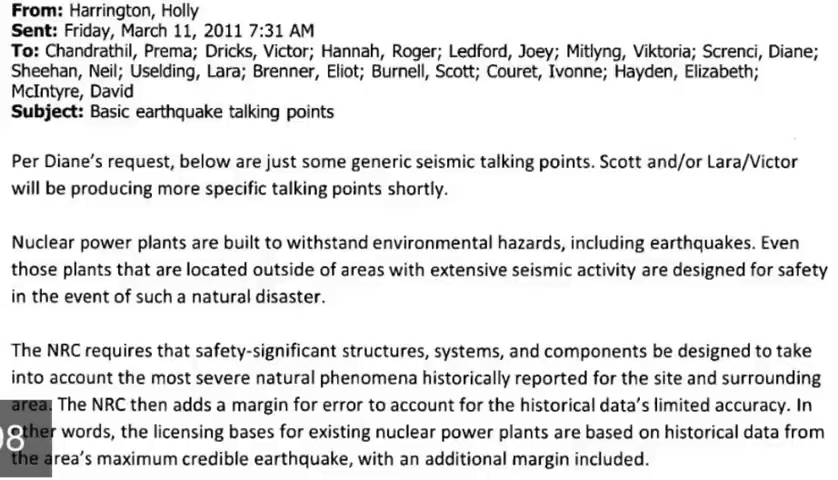 From: Harrington, Holly
Sent: Friday, March 11, 2011 7:31 AM
To: Chandrathil, Prema; Dricks, Victor; Hannah, Roger; Ledford, Joey; Mitlyng, Viktoria; Screnci, Diane;
Sheehan, Neil; Uselding, Lara; Brenner, Eliot; Burnell, Scott; Couret, Ivonne; Hayden, Elizabeth;
McIntyre, David
Subject: Basic earthquake talking points
Per Diane's request, below are just some generic seismic talking points. Scott and/or Lara/Victor
will be producing more specific talking points shortly.
Nuclear power plants are built to withstand environmental hazards, including earthquakes. Even
those plants that are located outside of areas with extensive seismic activity are designed for safety
in the event of such a natural disaster.
The NRC requires that safety-significant structures, systems, and components be designed to take
into account the most severe natural phenomena historically reported for the site and surrounding
area. The NRC then adds a margin for error to account for the historical data's limited accuracy. In
other words, the licensing bases for existing nuclear power plants are based on historical data from
the area's maximum credible earthquake, with an additional margin included.